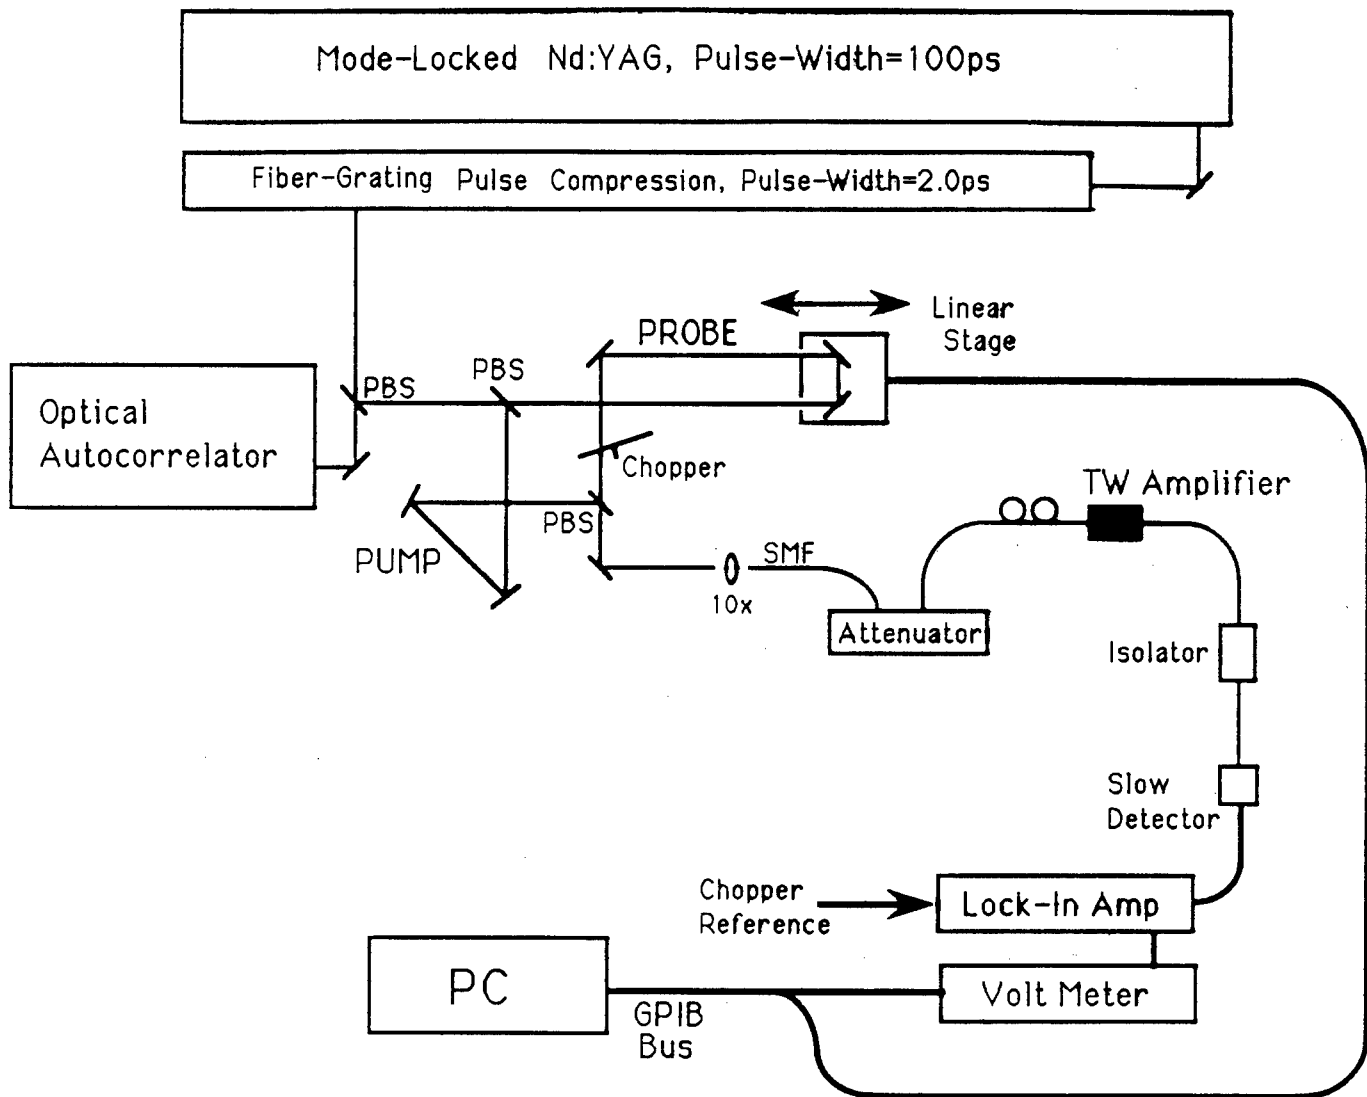 Mode-Locked Nd:YAG, Pulse-Width=100ps
Fiber-Grating Pulse Compression, Pulse-Width=2.0ps
Linear
Stage
PROBE
PBS
PBS
Optical
Autocorrelator
Chopper
TW Amplifier
PBS
PUMP
SMF
10x
Attenuator
Isolator
Slow
Detector
Chopper
Reference
Lock-In Amp
PC
Volt Meter
GPIB
Bus